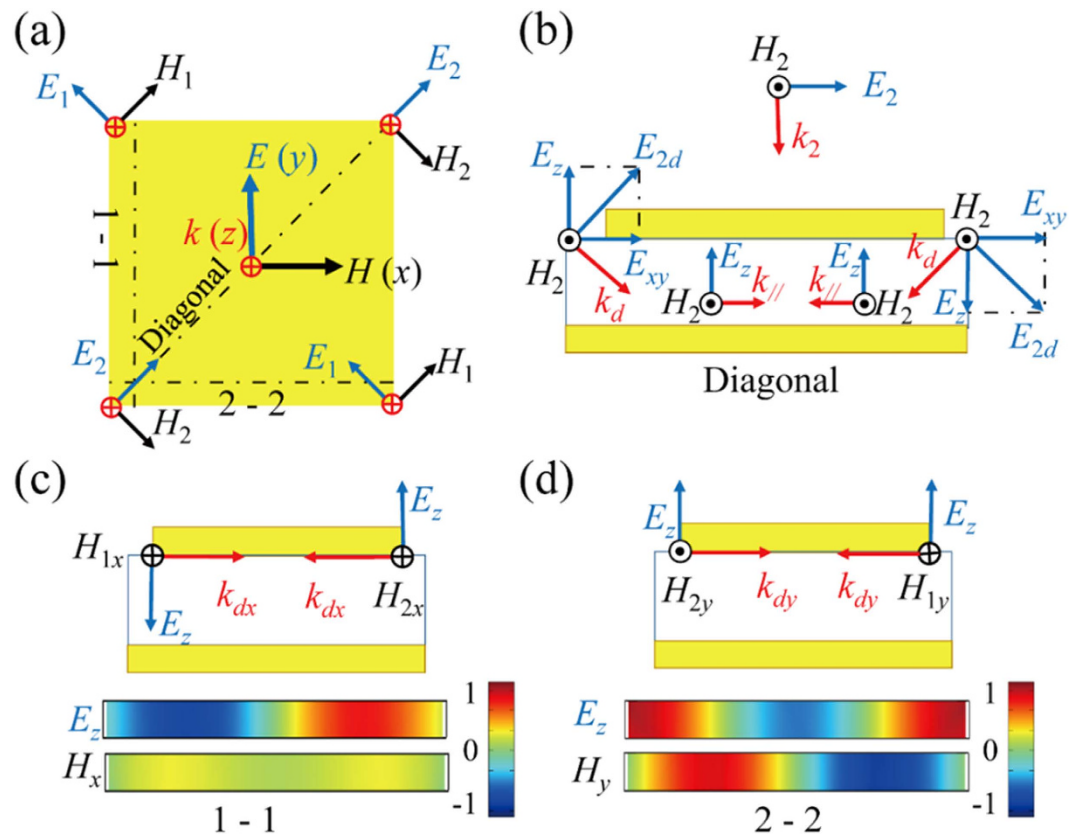 (a)
E1 H1
E2
E (y)
H2
k (z)
1 - 1
H (x)
Diagonal
E2
E1 H1
2 - 2
H2
(b)
H2
E2
k2
Ez E2d
H2 Exy
kd
Ez Ez
H2 Exy k// k//
kd H2 H2 Ez
E2d
Diagonal
(c)
Ez
H1x
kdx kdx H2x
Ez
Ez
Hx
1
0
-1
1 - 1
(d)
Ez Ez
H2y kdy kdy H1y
Ez
Hy
1
0
-1
2 - 2